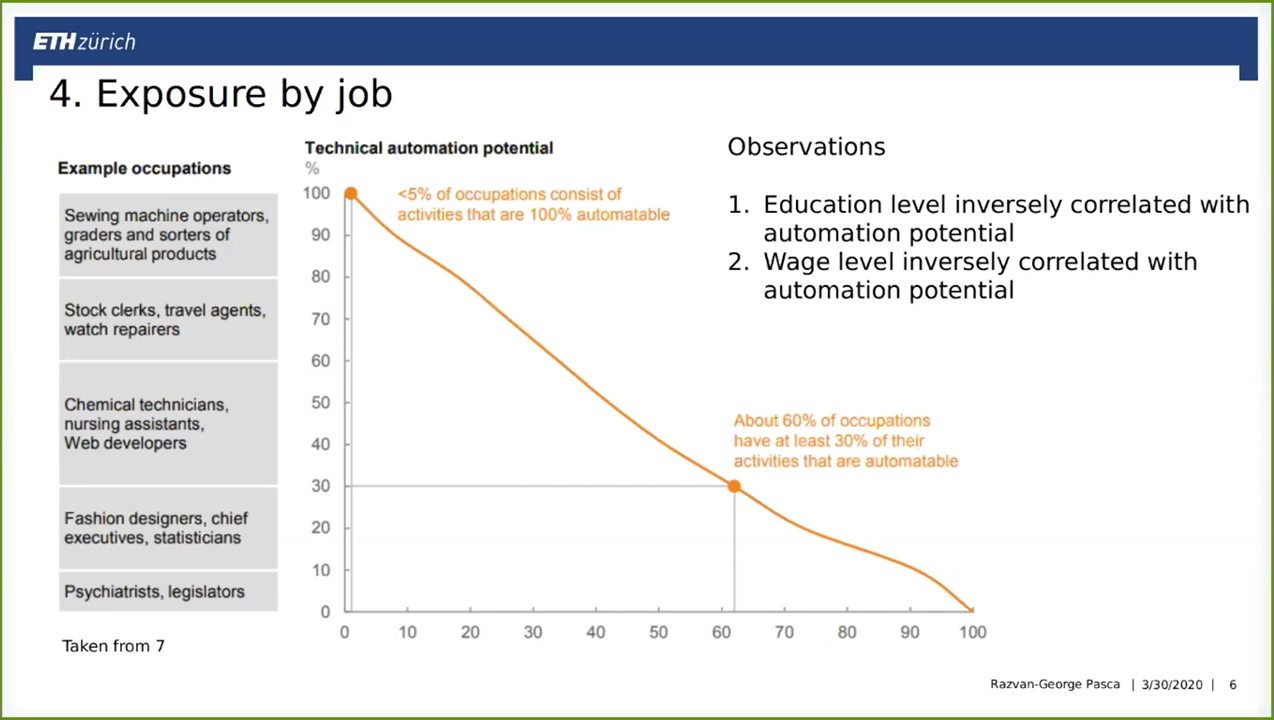 ETH zürich
4. Exposure by job
Example occupations
Sewing machine operators,
graders and sorters of
agricultural products
Stock clerks, travel agents,
watch repairers
Chemical technicians,
nursing assistants,
Web developers
Fashion designers, chief
executives, statisticians
Psychiatrists, legislators
Taken from 7
Technical automation potential
%
100
90
80
70
60
50
40
30
20
10
0
<5% of occupations consist of
activities that are 100% automatable
About 60% of occupations
have at least 30% of their
activities that are automatable
0 10 20 30 40 50 60 70 80 90 100
Observations
1. Education level inversely correlated with
automation potential
2. Wage level inversely correlated with
automation potential
Razvan-George Pasca | 3/30/2020 | 6